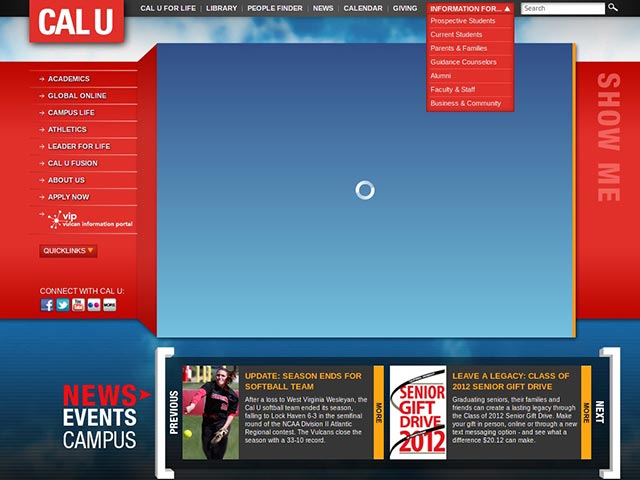 CAL U
CAL U FOR LIFE | LIBRARY | PEOPLE FINDER | NEWS | CALENDAR | GIVING
INFORMATION FOR...
Search
Prospective Students
Current Students
Parents & Families
Guidance Counselors
Alumni
Faculty & Staff
Business & Community
ACADEMICS
GLOBAL ONLINE
CAMPUS LIFE
ATHLETICS
LEADER FOR LIFE
CAL U FUSION
ABOUT US
APPLY NOW
vip
vulcan information portal
QUICKLINKS
CONNECT WITH CAL U:
You
Tube
MORE
SHOW ME
NEWS
EVENTS
CAMPUS
PREVIOUS
UPDATE: SEASON ENDS FOR
SOFTBALL TEAM
After a loss to West Virginia Wesleyan, the
Cal U softball team ended its season,
falling to Lock Haven 6-3 in the semifinal
round of the NCAA Division II Atlantic
Regional contest. The Vulcans close the
season with a 33-10 record.
MORE
SENIOR
GIFT
DRIVE
2012
LEAVE A LEGACY: CLASS OF
2012 SENIOR GIFT DRIVE
Graduating seniors, their families and
friends can create a lasting legacy through
the Class of 2012 Senior Gift Drive. Make
your gift in person, online or through a new
text messaging option - and see what a
difference $20.12 can make.
MORE
NEXT